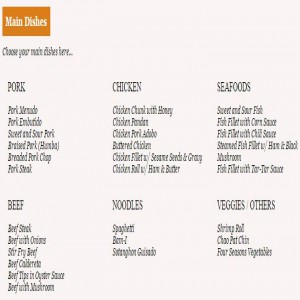 Main Dishes
Choose your main dishes here...
PORK
Pork Menudo
Pork Embutido
Sweet and Sour Pork
Braised Pork (Humba)
Breaded Pork Chop
Pork Steak
CHICKEN
Chicken Chunk with Honey
Chicken Pandan
Chicken Pork Adobo
Buttered Chicken
Chicken Fillet w/ Sesame Seeds & Gravy
Chicken Roll w/ Ham & Butter
SEAFOODS
Sweet and Sour Fish
Fish Fillet with Corn Sauce
Fish Fillet with Chili Sauce
Steamed Fish Fillet w/ Ham & Black
Mushroom
Fish Fillet with Tar-Tar Sauce
BEEF
Beef Steak
Beef with Onions
Stir Fry Beef
Beef Caldereta
Beef Tips in Oyster Sauce
Beef with Mushroom
NOODLES
Spaghetti
Bam-I
Sotanghon Guisado
VEGGIES / OTHERS
Shrimp Roll
Chao Pat Chin
Four Seasons Vegetables